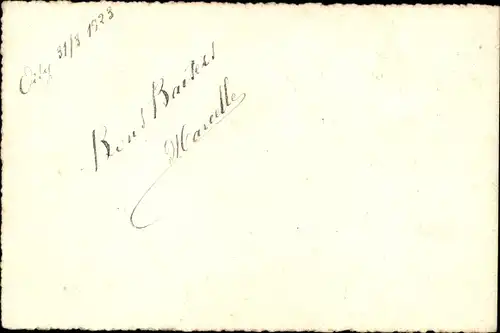 31/8 1923
Bons Baisers
Marcelle